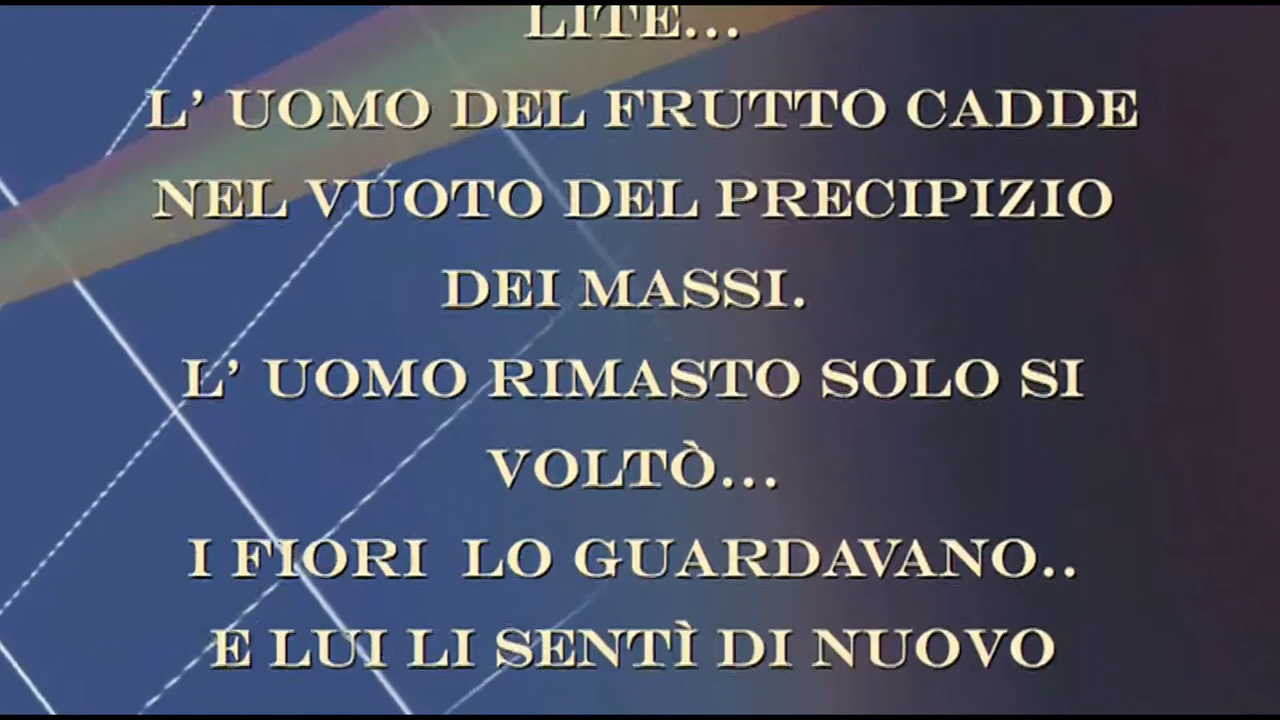 LITE...
L' UOMO DEL FRUTTO CADDE
NEL VUOTO DEL PRECIPIZIO
DEI MASSI.
L' UOMO RIMASTO SOLO SI
VOLTÒ...
I FIORI  LO GUARDAVANO..
E LUI LI SENTÌ DI NUOVO